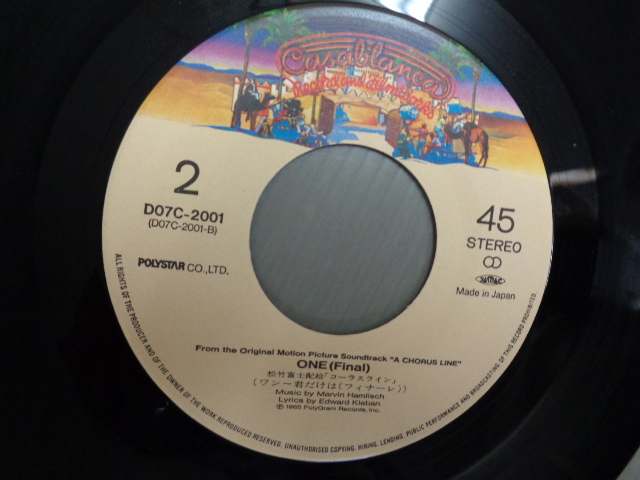 Casablanca
Record and FilmWorks
2
D07C-2001
(D07C-2001-B)
45
STEREO
JASRAC
POLYSTAR CO., LTD.
Made in Japan
From the Original Motion Picture Soundtrack "A CHORUS LINE"
ONE (Final)
松竹富士配給「コーラスライン」
(ワン一君だけは(フィナーレ))
Music by Marvin Hamlisch
Lyrics by Edward Kleban
Ⓟ 1985 PolyGram Records, Inc.
ALL RIGHTS OF THE PRODUCER AND OF THE OWNER OF THE WORK REPRODUCED RESERVED. UNAUTHORISED COPYING, HIRING, LENDING, PUBLIC PERFORMANCE AND BROADCASTING OF THIS RECORD PROHIBITED.